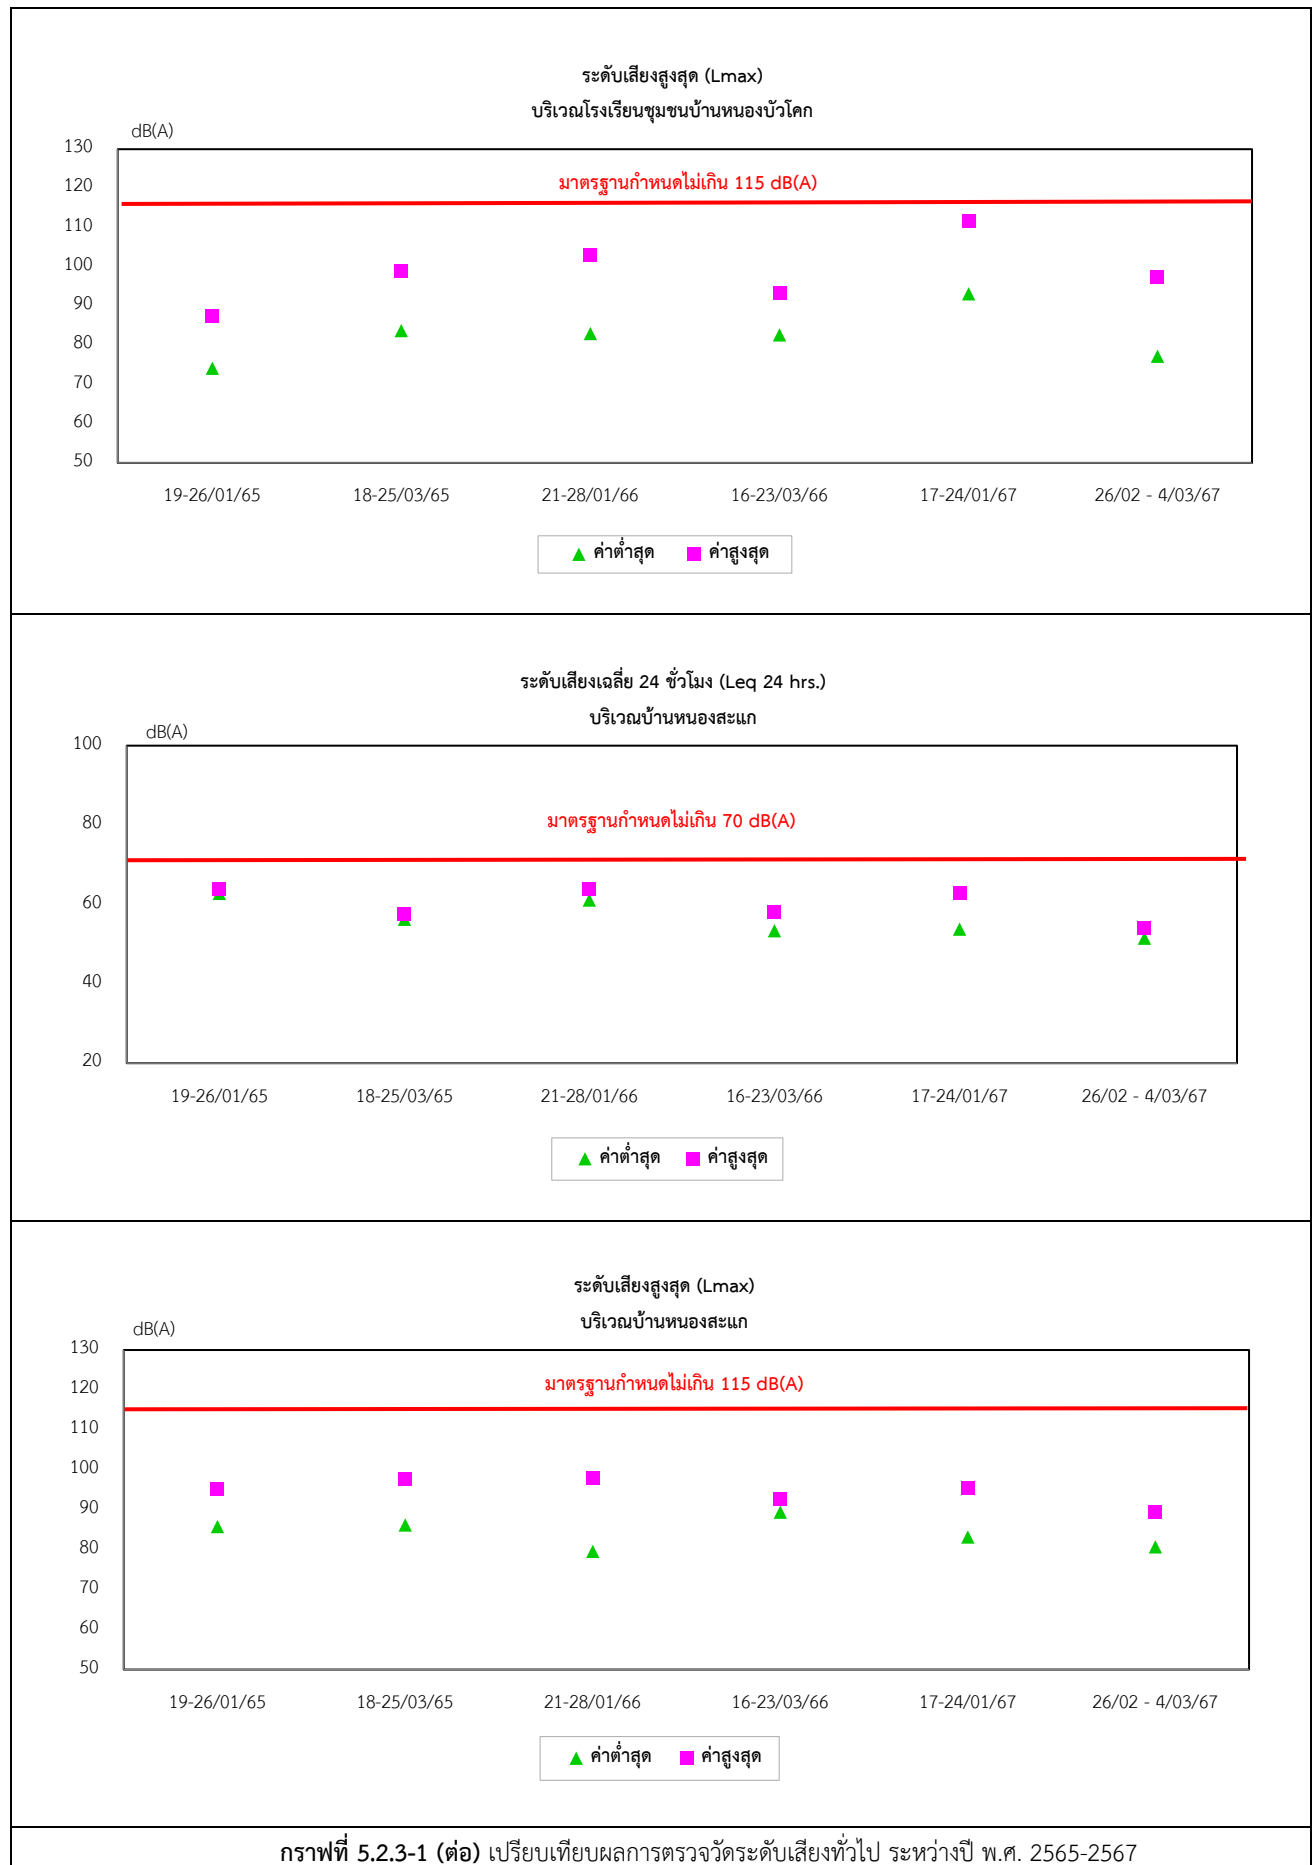 ระดับเสียงสูงสุด (Lmax)
บริเวณโรงเรียนชุมชนบ้านหนองบัวโคก
dB(A)
130
120
110
100
90
80
70
60
50
มาตรฐานกำหนดไม่เกิน 115 dB(A)
19-26/01/65 18-25/03/65 21-28/01/66 16-23/03/66 17-24/01/67 26/02 - 4/03/67
ค่าต่ำสุด ค่าสูงสุด
ระดับเสียงเฉลี่ย 24 ชั่วโมง (Leq 24 hrs.)
บริเวณบ้านหนองสะแก
dB(A)
100
80
60
40
20
มาตรฐานกำหนดไม่เกิน 70 dB(A)
19-26/01/65 18-25/03/65 21-28/01/66 16-23/03/66 17-24/01/67 26/02 - 4/03/67
ค่าต่ำสุด ค่าสูงสุด
ระดับเสียงสูงสุด (Lmax)
บริเวณบ้านหนองสะแก
dB(A)
130
120
110
100
90
80
70
60
50
มาตรฐานกำหนดไม่เกิน 115 dB(A)
19-26/01/65 18-25/03/65 21-28/01/66 16-23/03/66 17-24/01/67 26/02 - 4/03/67
ค่าต่ำสุด ค่าสูงสุด
กราฟที่ 5.2.3-1 (ต่อ) เปรียบเทียบผลการตรวจวัดระดับเสียงทั่วไป ระหว่างปี พ.ศ. 2565-2567